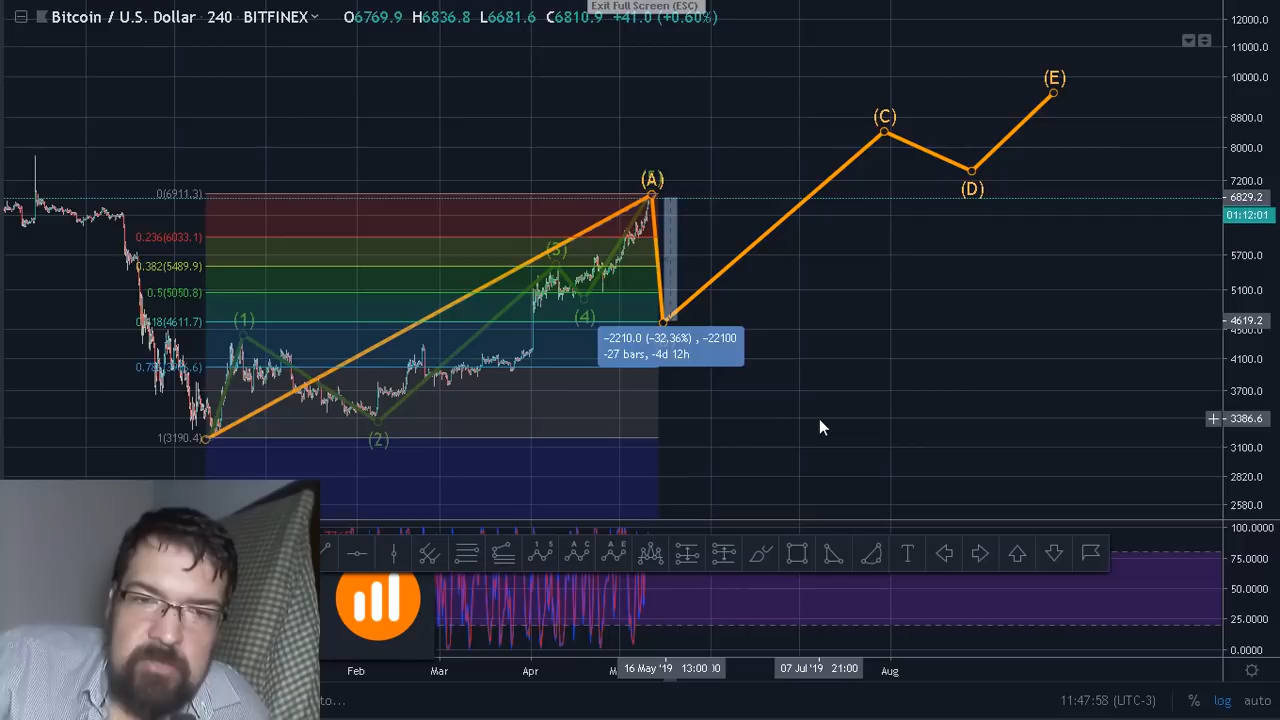 Exit Full Screen (ESC)
Bitcoin / U.S. Dollar 240 BITFINEX O6769.9 H6836.8 L6681.6 C6810.9 +41.0 (+0.60%)
12000.0
11000.0
10000.0
8800.0
8000.0
7200.0
6829.2
01:12:01
5700.0
5100.0
4619.2
4500.0
4100.0
3700.0
3386.6
3100.0
2820.0
2580.0
100.0000
75.0000
50.0000
25.0000
0.0000
(E)
(C)
(A)
(D)
0(6911.3)
0.236(6033.1)
(3)
0.382(5489.9)
0.5(5050.8)
(4)
0.618(4611.7)
(1)
−2210.0 (−32.36%) , −22100
-27 bars, -4d 12h
(2)
1(3190.4)
1 5
A C
A E
T
Feb Mar Apr 16 May '19 13:00 07 Jul '19 21:00 Aug
to... 11:47:58 (UTC-3) % log auto